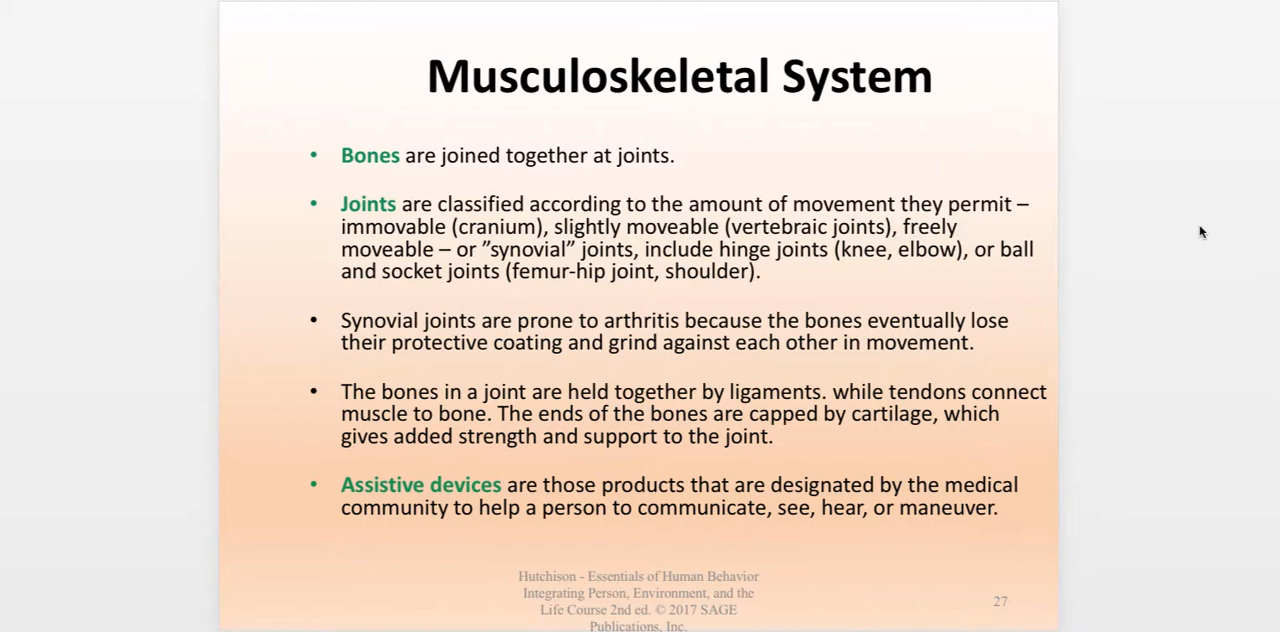 Musculoskeletal System
• Bones are joined together at joints.
• Joints are classified according to the amount of movement they permit –
immovable (cranium), slightly moveable (vertebraic joints), freely
moveable – or ”synovial” joints, include hinge joints (knee, elbow), or ball
and socket joints (femur-hip joint, shoulder).
• Synovial joints are prone to arthritis because the bones eventually lose
their protective coating and grind against each other in movement.
• The bones in a joint are held together by ligaments. while tendons connect
muscle to bone. The ends of the bones are capped by cartilage, which
gives added strength and support to the joint.
• Assistive devices are those products that are designated by the medical
community to help a person to communicate, see, hear, or maneuver.
Hutchison - Essentials of Human Behavior
Integrating Person, Environment, and the
Life Course 2nd ed. © 2017 SAGE
Publications, Inc.
27